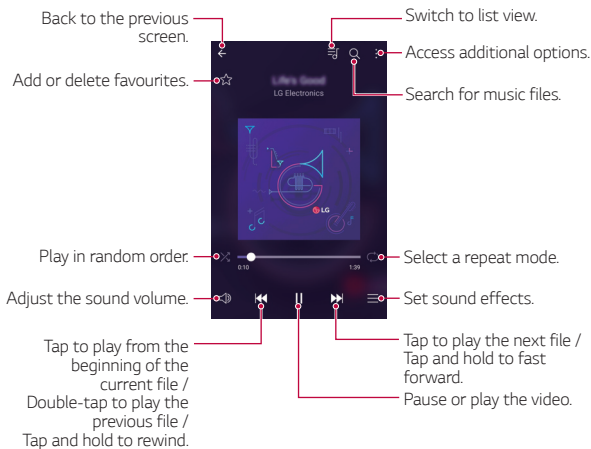 Back to the previous
screen.
Switch to list view.
Access additional options.
Add or delete favourites.
Search for music files.
Life's Good
LG Electronics
LG
Play in random order.
0:10
1:39
Select a repeat mode.
Adjust the sound volume.
Set sound effects.
Tap to play from the
beginning of the
current file /
Double-tap to play the
previous file /
Tap and hold to rewind.
Tap to play the next file /
Tap and hold to fast
forward.
Pause or play the video.